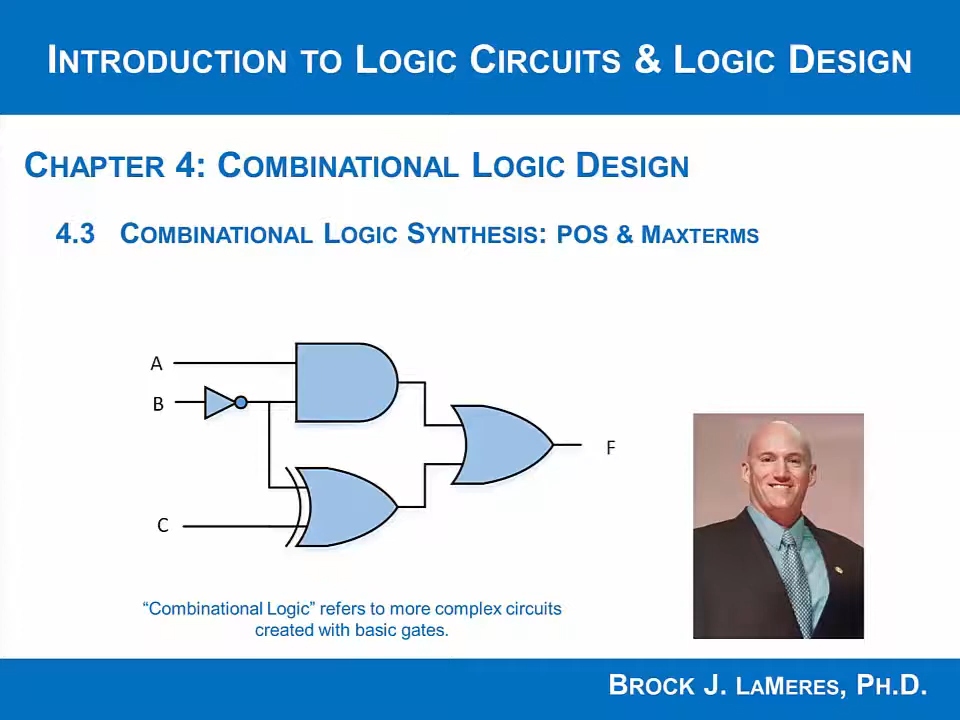 INTRODUCTION TO LOGIC CIRCUITS & LOGIC DESIGN
CHAPTER 4: COMBINATIONAL LOGIC DESIGN
4.3 COMBINATIONAL LOGIC SYNTHESIS: POS & MAXTERMS
A
B
F
C
“Combinational Logic” refers to more complex circuits
created with basic gates.
BROCK J. LAMERES, PH.D.